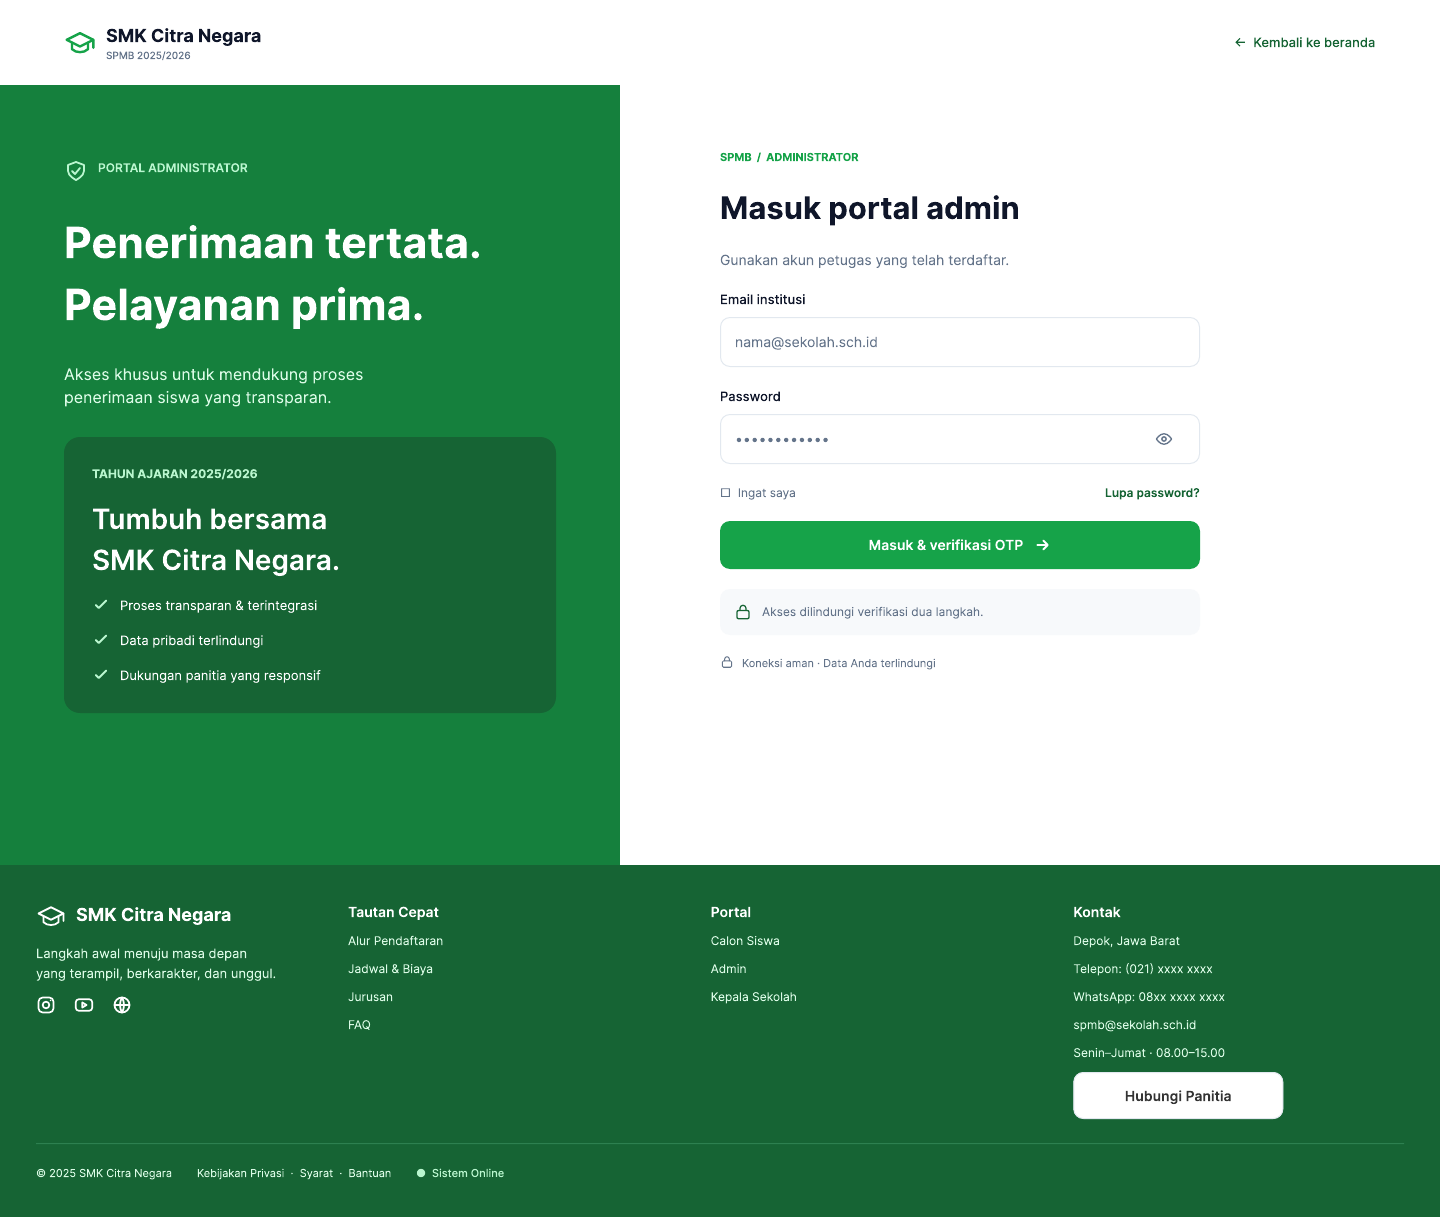 SMK Citra Negara
SPMB 2025/2026
← Kembali ke beranda
PORTAL ADMINISTRATOR
Penerimaan tertata.
Pelayanan prima.
Akses khusus untuk mendukung proses
penerimaan siswa yang transparan.
TAHUN AJARAN 2025/2026
Tumbuh bersama
SMK Citra Negara.
Proses transparan & terintegrasi
Data pribadi terlindungi
Dukungan panitia yang responsif
SPMB / ADMINISTRATOR
Masuk portal admin
Gunakan akun petugas yang telah terdaftar.
Email institusi
nama@sekolah.sch.id
Password
••••••••••••
Ingat saya
Lupa password?
Masuk & verifikasi OTP →
Akses dilindungi verifikasi dua langkah.
Koneksi aman · Data Anda terlindungi
SMK Citra Negara
Langkah awal menuju masa depan
yang terampil, berkarakter, dan unggul.
Tautan Cepat
Alur Pendaftaran
Jadwal & Biaya
Jurusan
FAQ
Portal
Calon Siswa
Admin
Kepala Sekolah
Kontak
Depok, Jawa Barat
Telepon: (021) xxxx xxxx
WhatsApp: 08xx xxxx xxxx
spmb@sekolah.sch.id
Senin–Jumat · 08.00–15.00
Hubungi Panitia
© 2025 SMK Citra Negara
Kebijakan Privasi · Syarat · Bantuan
Sistem Online